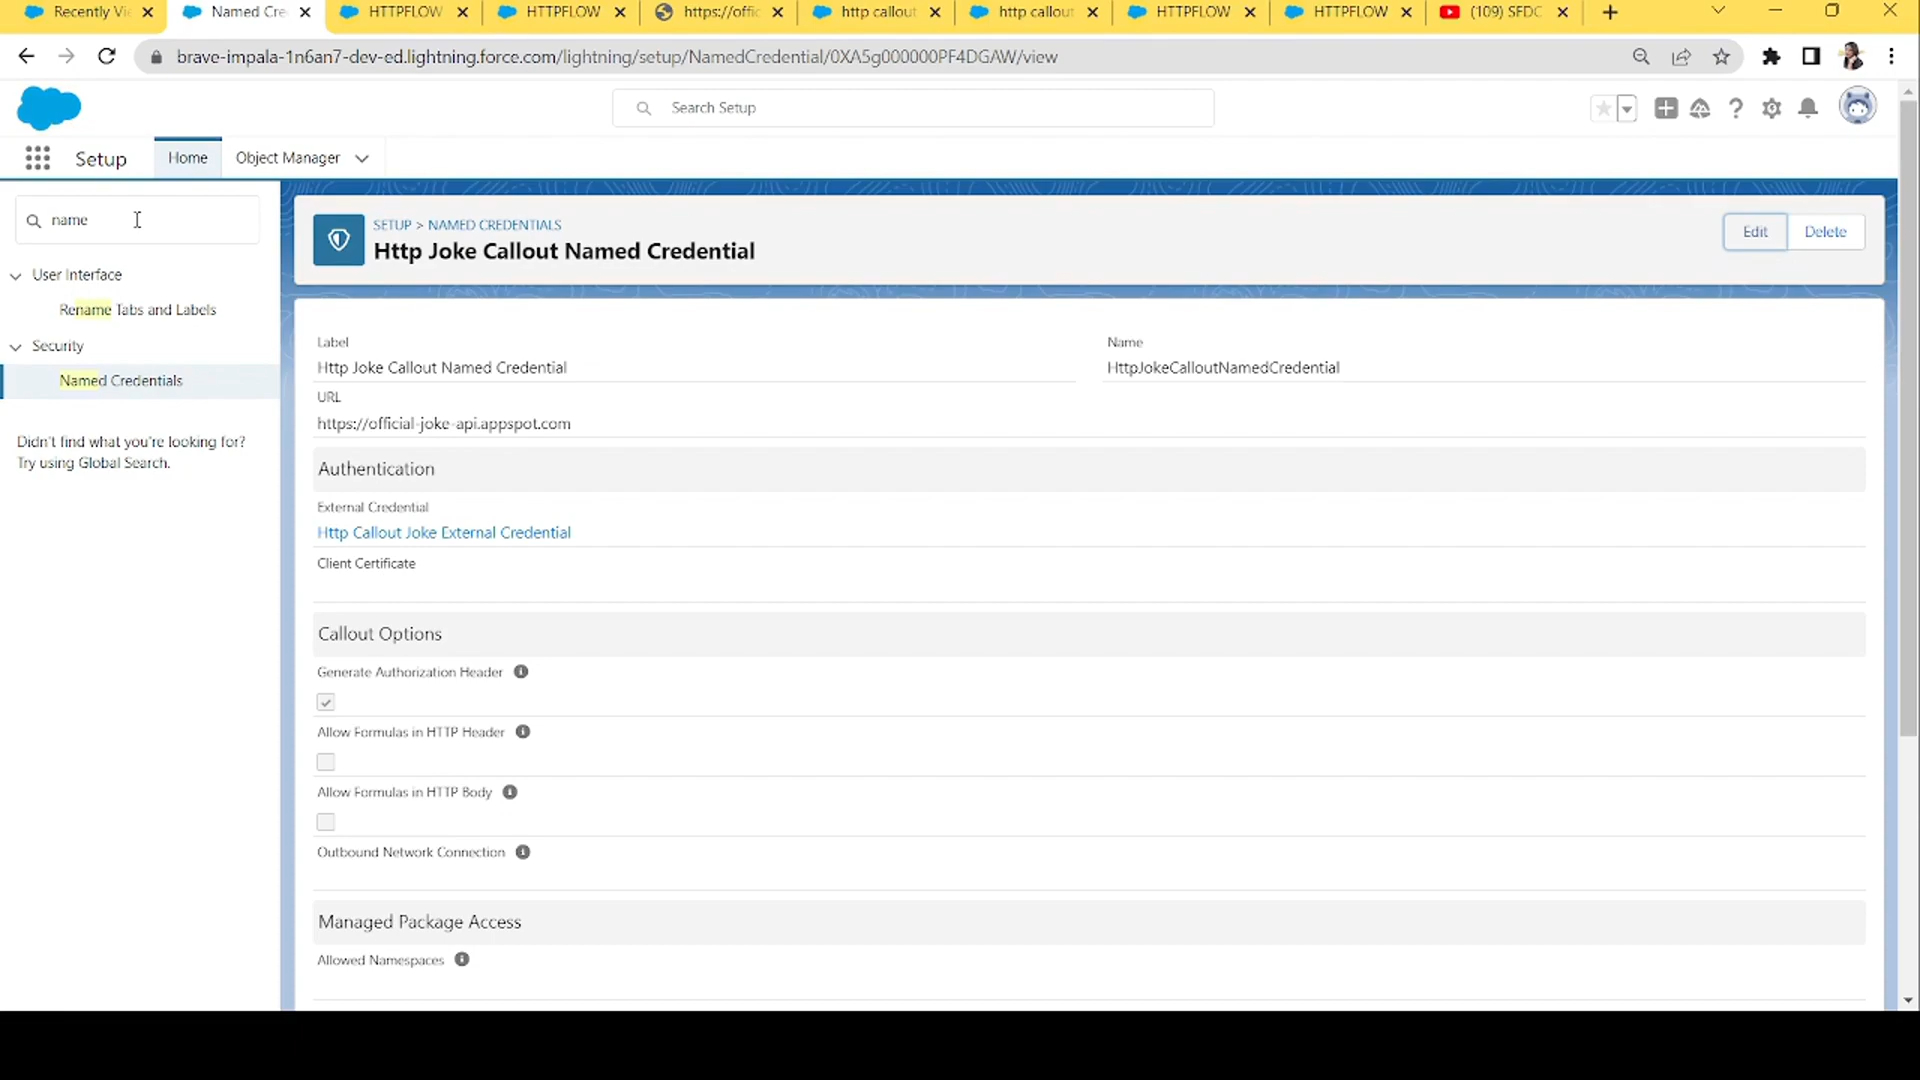 Recently Vi
Named Cre
HTTPFLOW
HTTPFLOW
https://offic
http callout
http callout
HTTPFLOW
HTTPFLOW
(109) SFDC
brave-impala-1n6an7-dev-ed.lightning.force.com/lightning/setup/NamedCredential/0XA5g000000PF4DGAW/view
Search Setup
Setup
Home
Object Manager
name
User Interface
Rename Tabs and Labels
Security
Named Credentials
Didn't find what you're looking for?
Try using Global Search.
SETUP > NAMED CREDENTIALS
Http Joke Callout Named Credential
Edit
Delete
Label
Http Joke Callout Named Credential
Name
HttpJokeCalloutNamedCredential
URL
https://official-joke-api.appspot.com
Authentication
External Credential
Http Callout Joke External Credential
Client Certificate
Callout Options
Generate Authorization Header
Allow Formulas in HTTP Header
Allow Formulas in HTTP Body
Outbound Network Connection
Managed Package Access
Allowed Namespaces